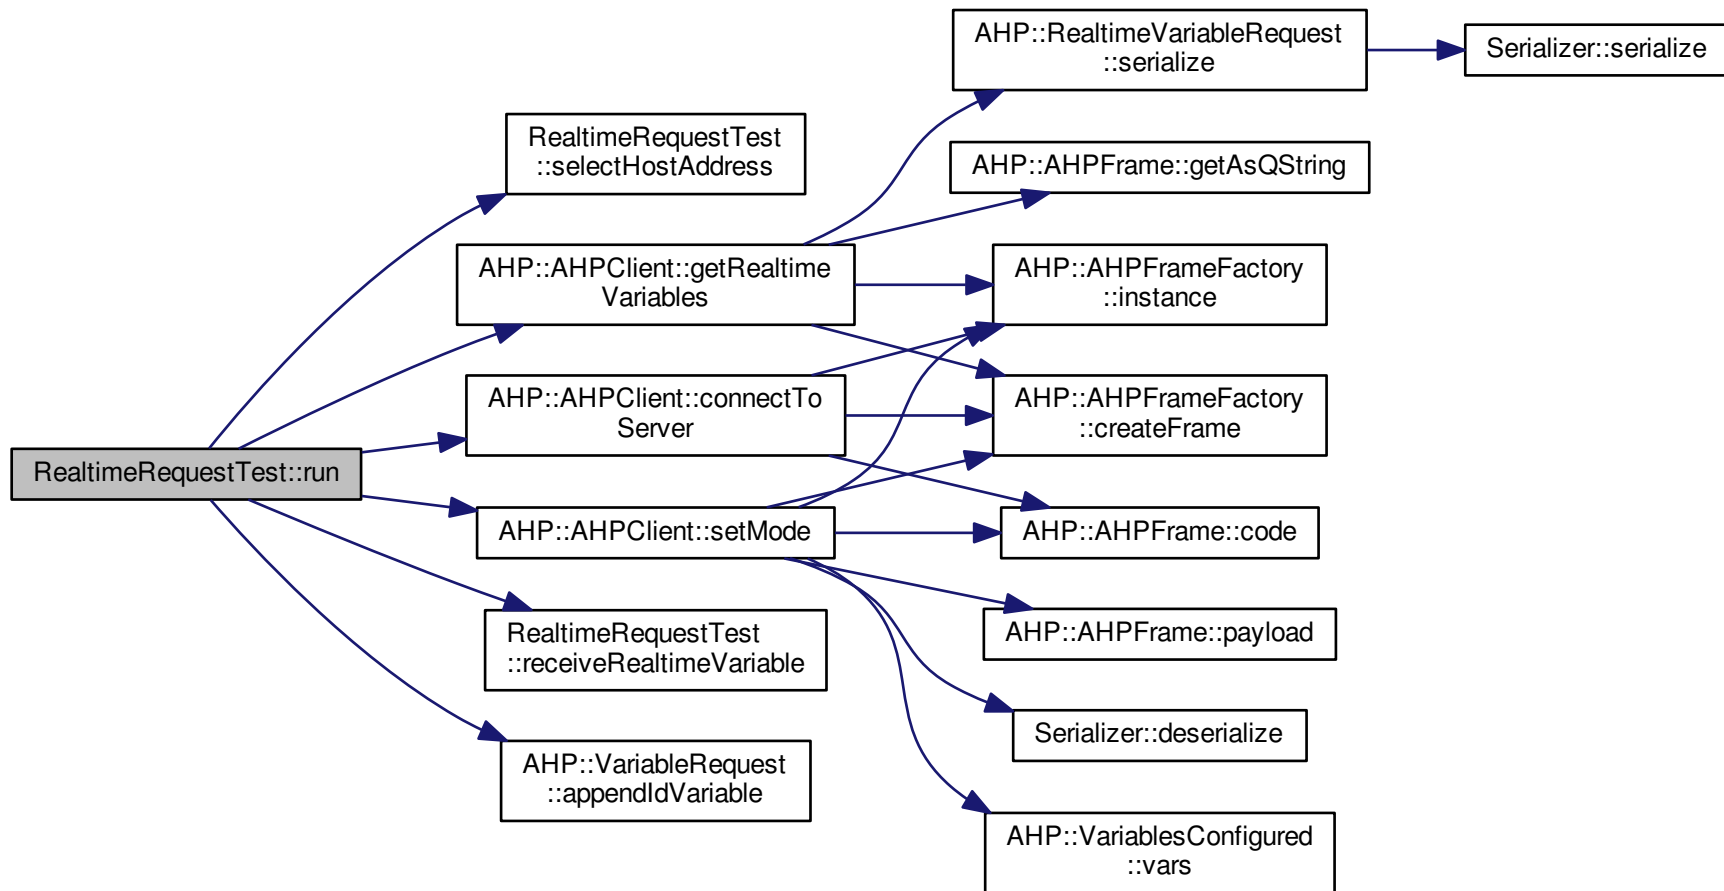 RealtimeRequestTest::run
RealtimeRequestTest
::selectHostAddress
AHP::AHPClient::getRealtime
Variables
AHP::AHPClient::connectTo
Server
AHP::AHPClient::setMode
RealtimeRequestTest
::receiveRealtimeVariable
AHP::VariableRequest
::appendIdVariable
AHP::RealtimeVariableRequest
::serialize
AHP::AHPFrame::getAsQString
AHP::AHPFrameFactory
::instance
AHP::AHPFrameFactory
::createFrame
AHP::AHPFrame::code
AHP::AHPFrame::payload
Serializer::deserialize
AHP::VariablesConfigured
::vars
Serializer::serialize